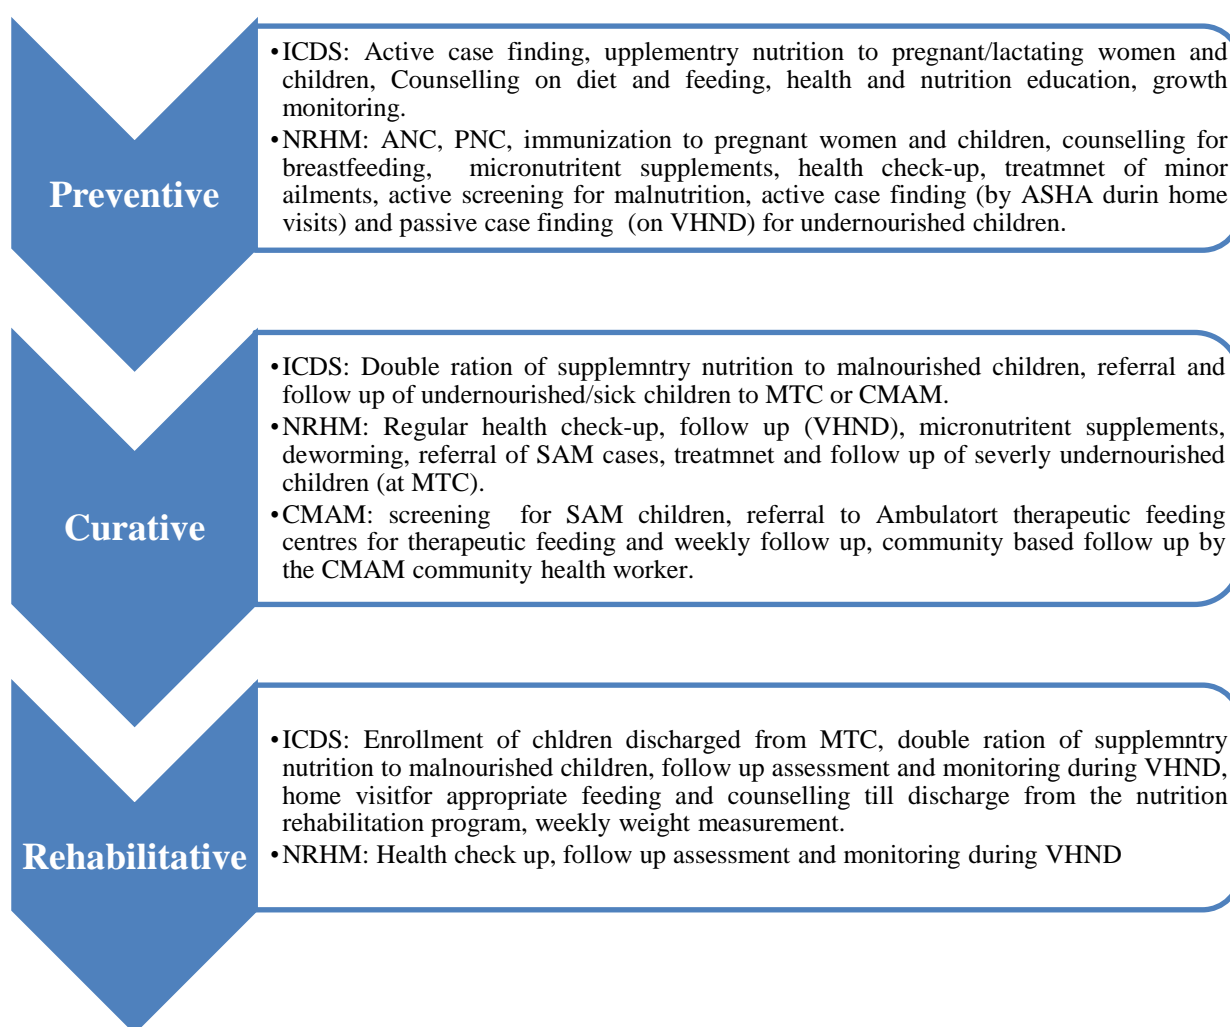 Preventive
•ICDS: Active case finding, upplementry nutrition to pregnant/lactating women and
children, Counselling on diet and feeding, health and nutrition education, growth
monitoring.
•NRHM: ANC, PNC, immunization to pregnant women and children, counselling for
breastfeeding, micronutritent supplements, health check-up, treatmnet of minor
ailments, active screening for malnutrition, active case finding (by ASHA durin home
visits) and passive case finding (on VHND) for undernourished children.
Curative
•ICDS: Double ration of supplemntry nutrition to malnourished children, referral and
follow up of undernourished/sick children to MTC or CMAM.
•NRHM: Regular health check-up, follow up (VHND), micronutritent supplements,
deworming, referral of SAM cases, treatmnet and follow up of severly undernourished
children (at MTC).
•CMAM: screening for SAM children, referral to Ambulatort therapeutic feeding
centres for therapeutic feeding and weekly follow up, community based follow up by
the CMAM community health worker.
Rehabilitative
•ICDS: Enrollment of chldren discharged from MTC, double ration of supplemntry
nutrition to malnourished children, follow up assessment and monitoring during VHND,
home visitfor appropriate feeding and counselling till discharge from the nutrition
rehabilitation program, weekly weight measurement.
•NRHM: Health check up, follow up assessment and monitoring during VHND